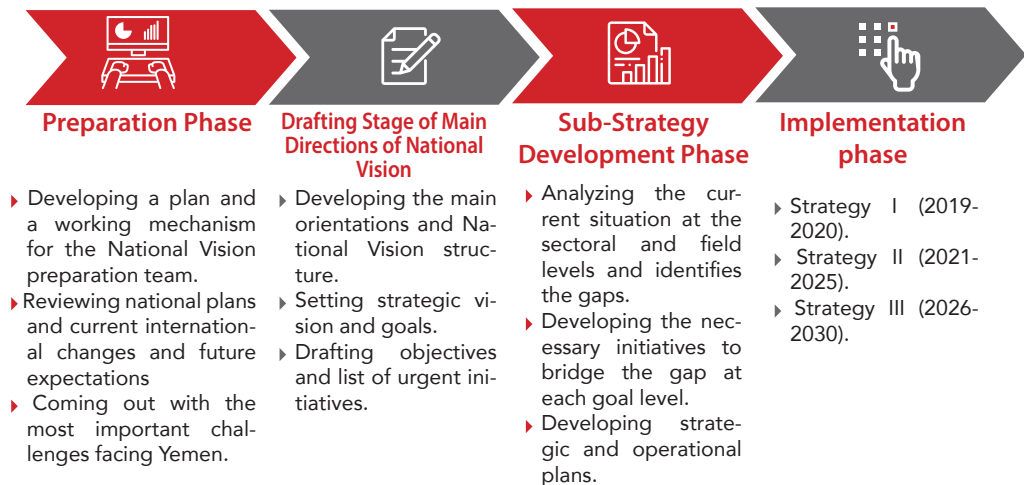 Preparation Phase
Developing a plan and
a working mechanism
for the National Vision
preparation team.
Reviewing national plans
and current internation-
al changes and future
expectations
Coming out with the
most important chal-
lenges facing Yemen.
Drafting Stage of Main
Directions of National
Vision
Developing the main
orientations and Na-
tional Vision struc-
ture.
Setting strategic vi-
sion and goals.
Drafting objectives
and list of urgent ini-
tiatives.
Sub-Strategy
Development Phase
Analyzing the cur-
rent situation at the
sectoral and field
levels and identifies
the gaps.
Developing the nec-
essary initiatives to
bridge the gap at
each goal level.
Developing strate-
gic and operational
plans.
Implementation
phase
Strategy I (2019-
2020).
Strategy II (2021-
2025).
Strategy III (2026-
2030).